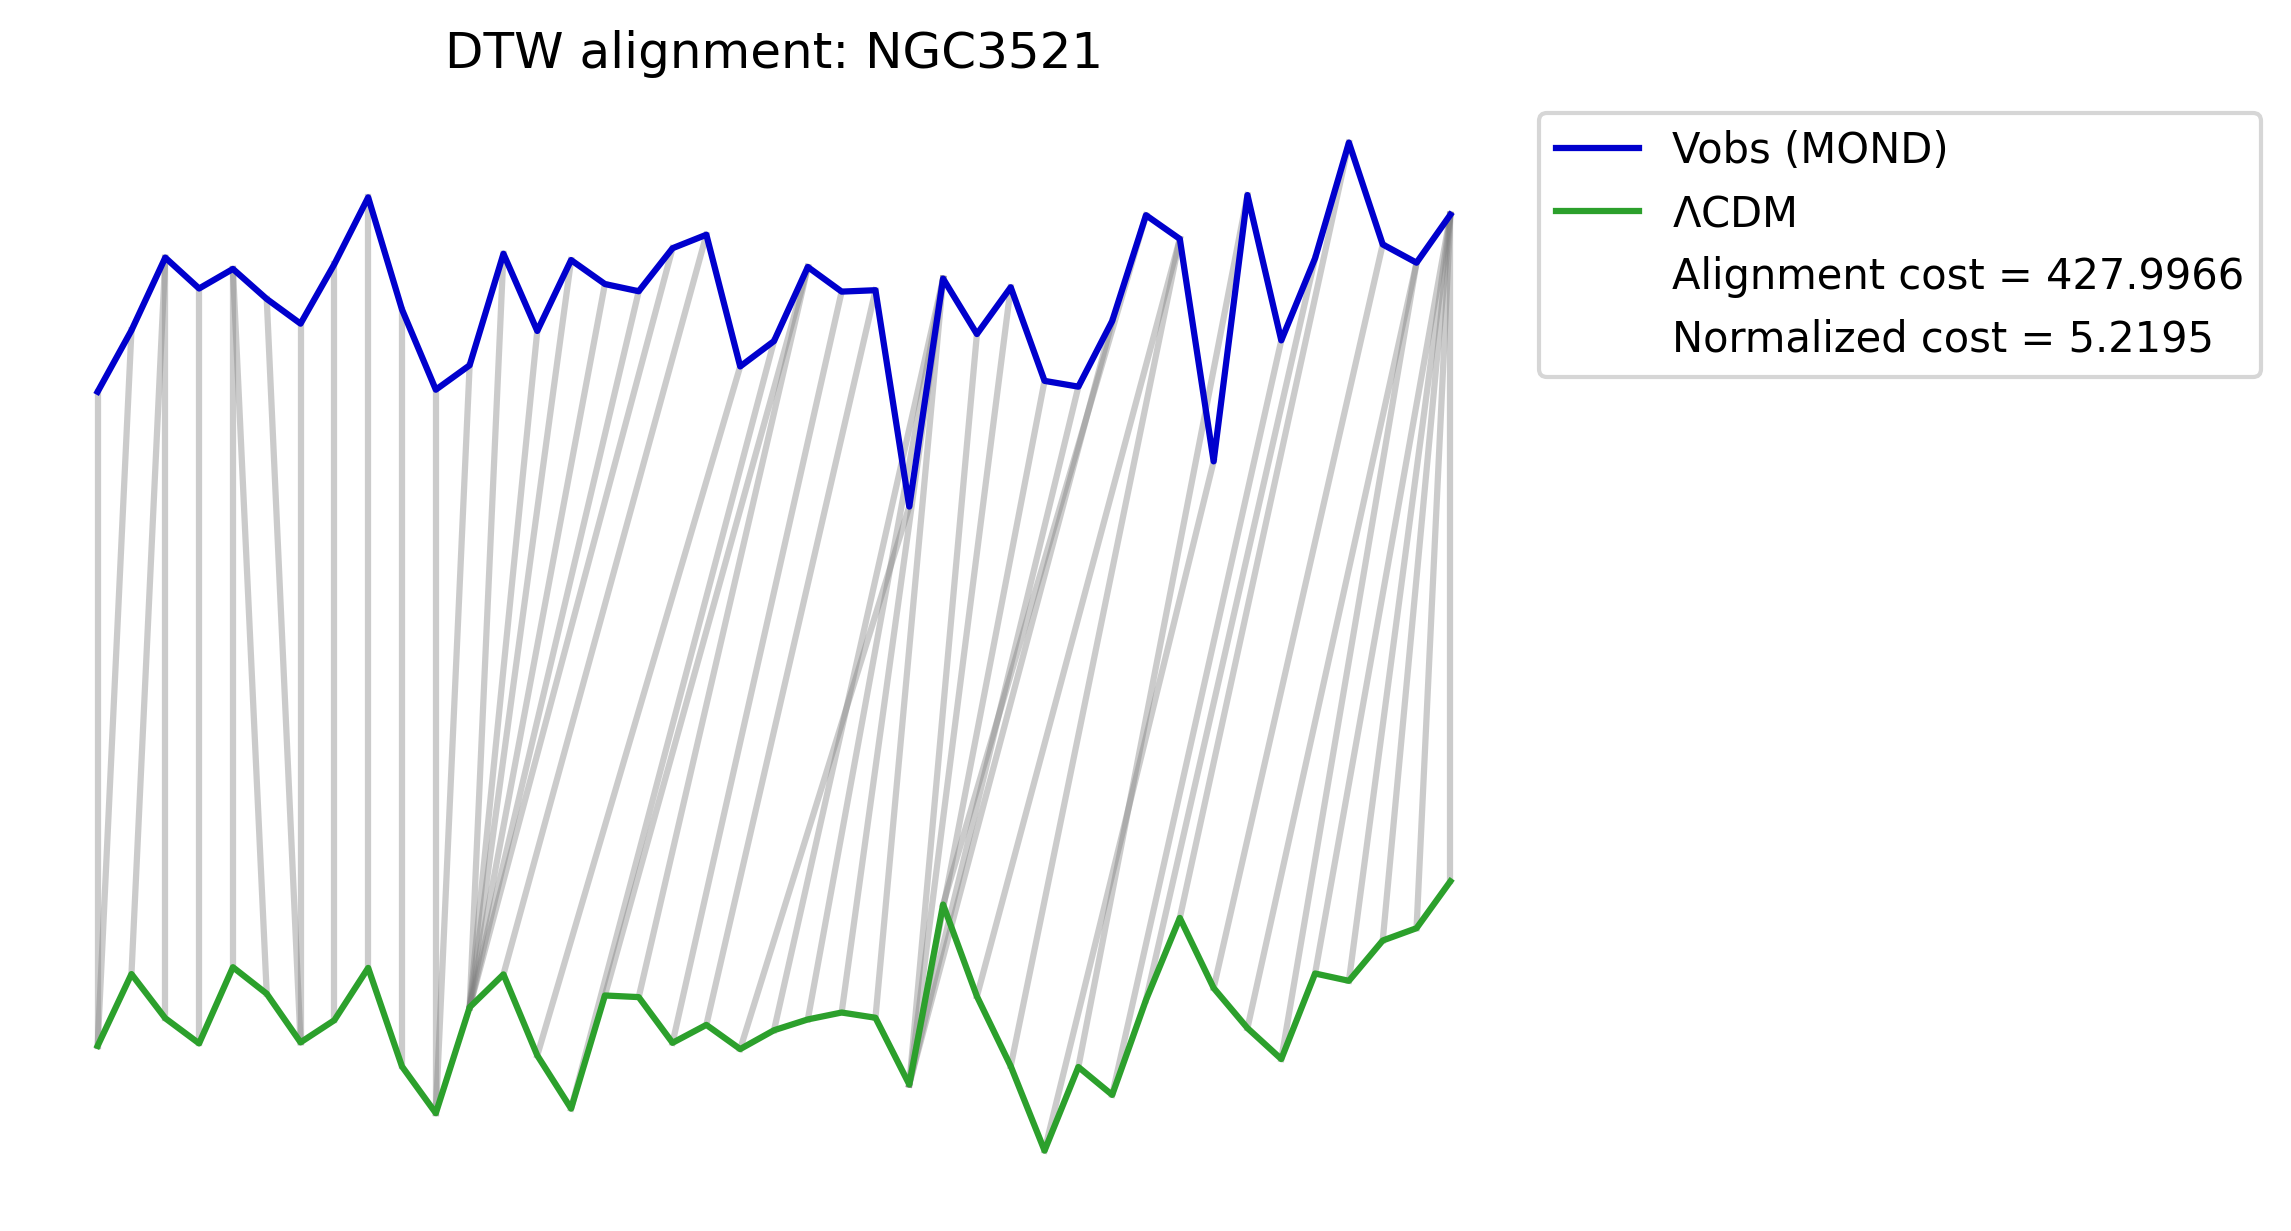 DTW alignment: NGC3521
Vobs (MOND)
ΛCDM
Alignment cost = 427.9966
Normalized cost = 5.2195